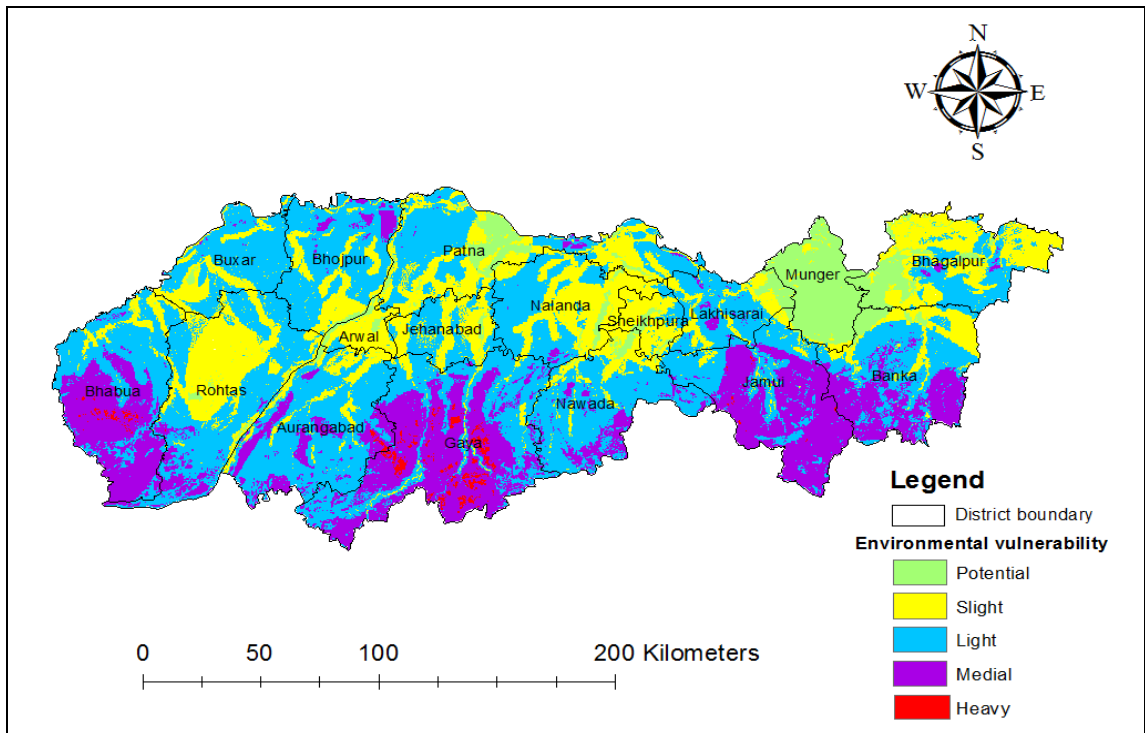 N
W E
S
Patna
Buxar
Bhojpur
Bhagalpur
Munger
Nalanda
Lakhisarai
Sheikhpura
Jehanabad
Arwal
Banka
Jamui
Bhabua
Rohtas
Nawada
Aurangabad
Gaya
Legend
District boundary
Environmental vulnerability
Potential
Slight
Light
Medial
Heavy
0 50 100 200 Kilometers